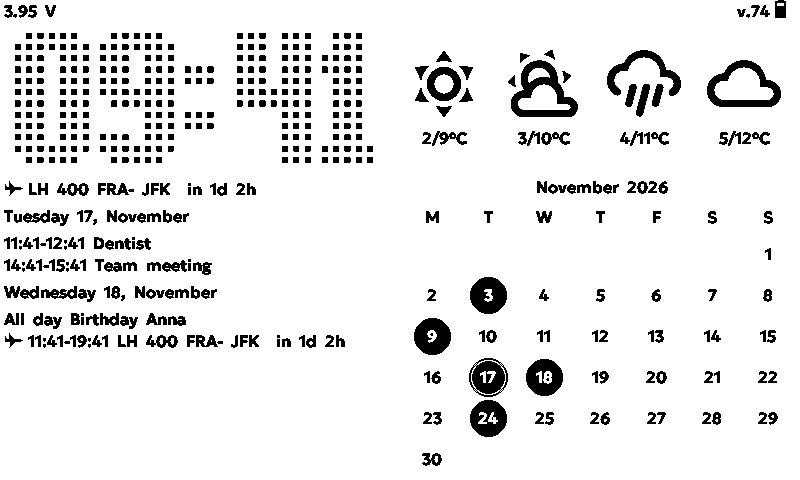 3.95 V
v.74
09:41
2/9°C 3/10°C 4/11°C 5/12°C
LH 400 FRA- JFK in 1d 2h
Tuesday 17, November
11:41-12:41 Dentist
14:41-15:41 Team meeting
Wednesday 18, November
All day Birthday Anna
11:41-19:41 LH 400 FRA- JFK in 1d 2h
November 2026
M T W T F S S
1
2 3 4 5 6 7 8
9 10 11 12 13 14 15
16 17 18 19 20 21 22
23 24 25 26 27 28 29
30